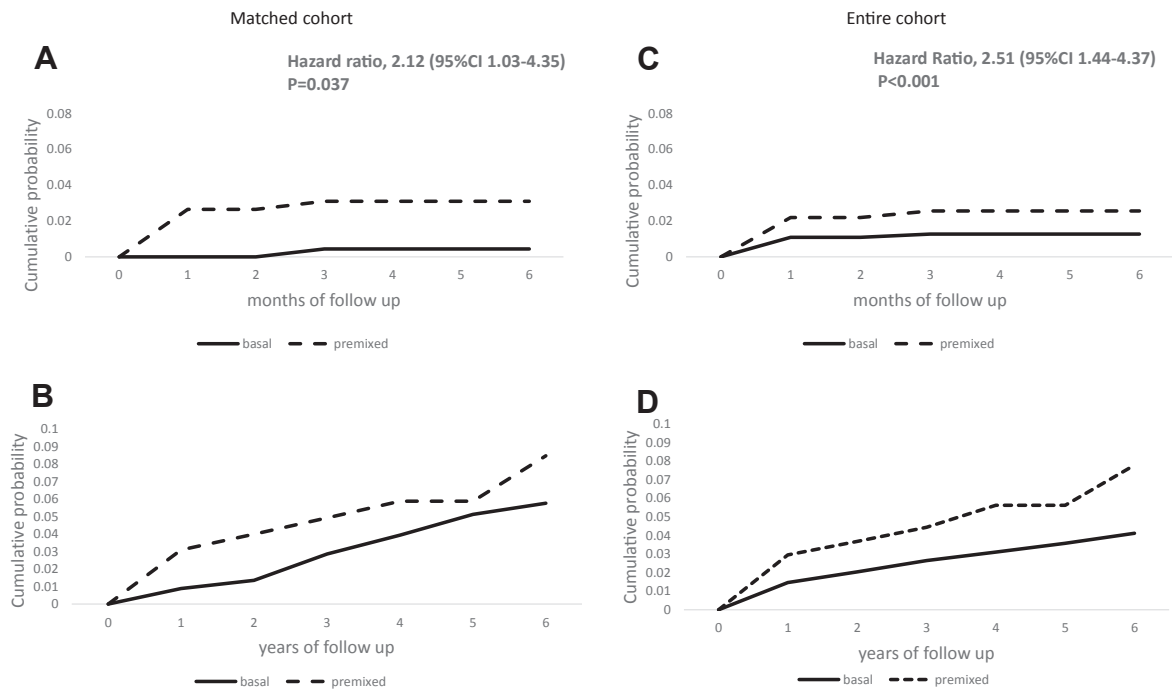 Matched cohort
A
Hazard ratio, 2.12 (95%CI 1.03-4.35)
P=0.037
Cumulative probability
0.08
0.06
0.04
0.02
0
0 1 2 3 4 5 6
months of follow up
basal premixed
B
Cumulative probability
0.1
0.09
0.08
0.07
0.06
0.05
0.04
0.03
0.02
0.01
0
0 1 2 3 4 5 6
years of follow up
basal premixed
Entire cohort
C
Hazard Ratio, 2.51 (95%CI 1.44-4.37)
P<0.001
Cumulative probability
0.08
0.06
0.04
0.02
0
0 1 2 3 4 5 6
months of follow up
basal premixed
D
Cumulative probability
0.1
0.09
0.08
0.07
0.06
0.05
0.04
0.03
0.02
0.01
0
0 1 2 3 4 5 6
years of follow up
basal premixed